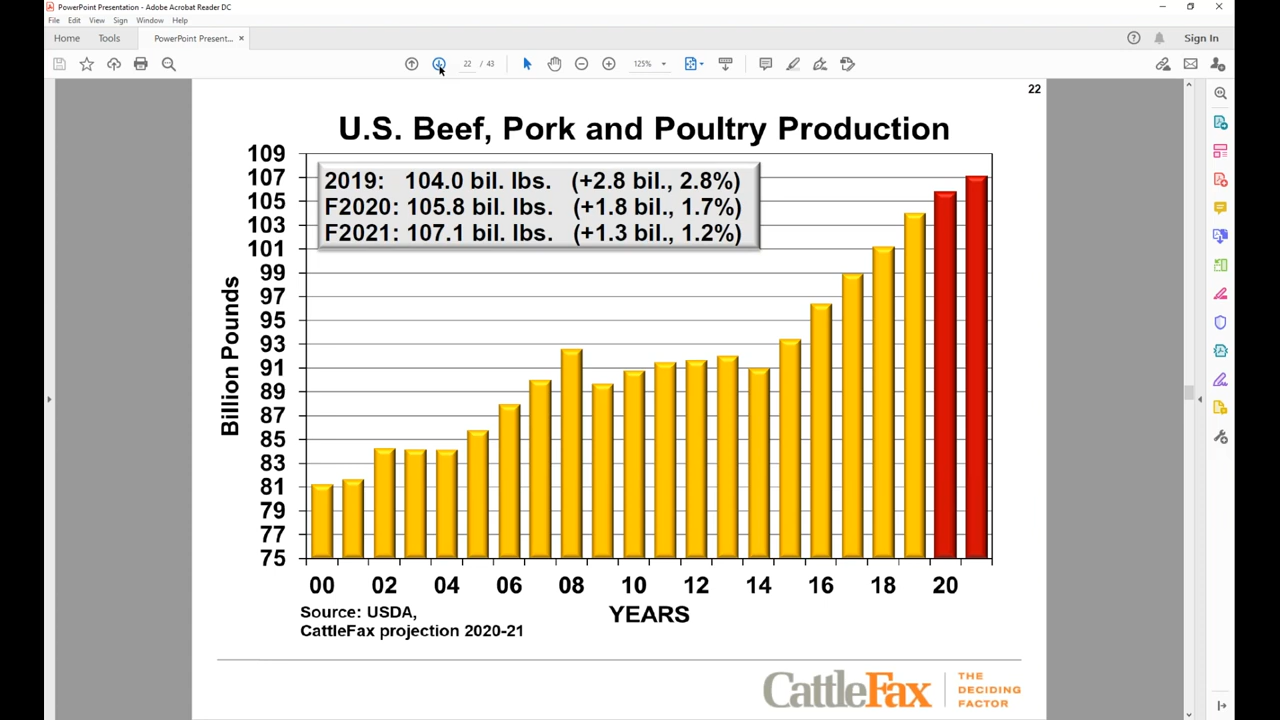 PowerPoint Presentation - Adobe Acrobat Reader DC
File Edit View Sign Window Help
Home Tools PowerPoint Present... × Sign In
22 / 43 125%
22
U.S. Beef, Pork and Poultry Production
2019: 104.0 bil. lbs. (+2.8 bil., 2.8%)
F2020: 105.8 bil. lbs. (+1.8 bil., 1.7%)
F2021: 107.1 bil. lbs. (+1.3 bil., 1.2%)
Billion Pounds
109
107
105
103
101
99
97
95
93
91
89
87
85
83
81
79
77
75
00 02 04 06 08 10 12 14 16 18 20
YEARS
Source: USDA,
CattleFax projection 2020-21
CattleFax
THE
DECIDING
FACTOR